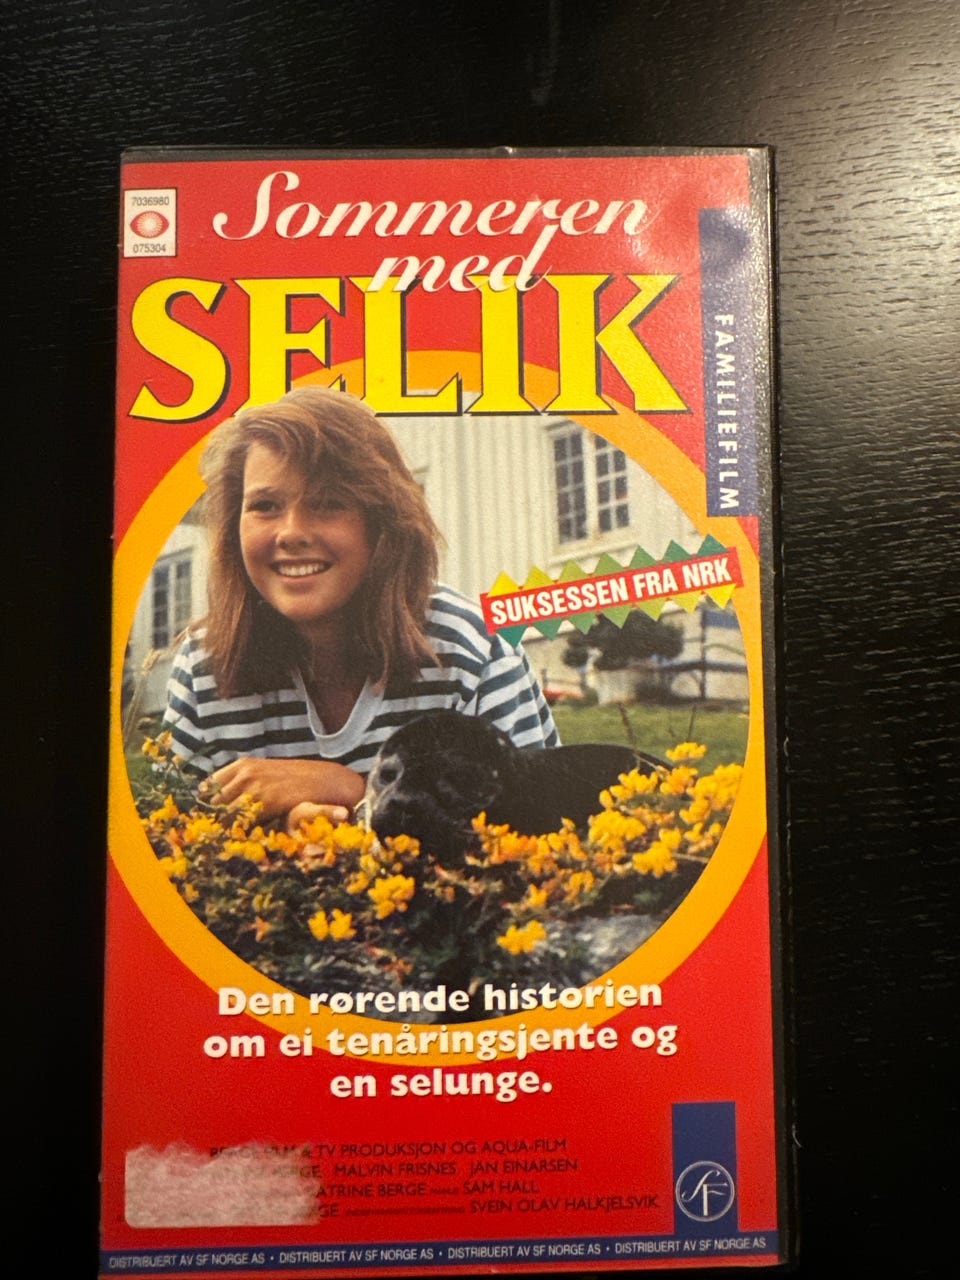 7036980
075304
Sommeren
med
SELIK
FAMILIEFILM
SUKSESSEN FRA NRK
Den rørende historien
om ei tenåringsjente og
en selunge.
TV PRODUKSJON OG AQUA-FILM
MALVIN FRISNES JAN EINARSEN
BERGE SAM HALL
SVEIN OLAV HALKJELSVIK
SF
DISTRIBUERT AV SF NORGE AS • DISTRIBUERT AV SF NORGE AS • DISTRIBUERT AV SF NORGE AS • DISTRIBUERT AV SF NORGE AS